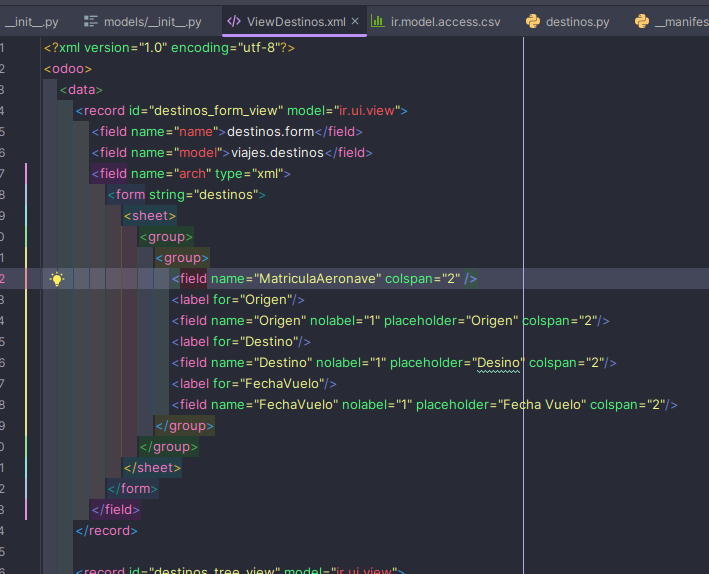 __init__.py models/__init__.py ViewDestinos.xml ir.model.access.csv destinos.py __manifes
1 <?xml version="1.0" encoding="utf-8"?>
2 <odoo>
3 <data>
4 <record id="destinos_form_view" model="ir.ui.view">
5 <field name="name">destinos.form</field>
6 <field name="model">viajes.destinos</field>
7 <field name="arch" type="xml">
8 <form string="destinos">
9 <sheet>
0 <group>
1 <group>
2 <field name="MatriculaAeronave" colspan="2" />
3 <label for="Origen"/>
4 <field name="Origen" nolabel="1" placeholder="Origen" colspan="2"/>
5 <label for="Destino"/>
6 <field name="Destino" nolabel="1" placeholder="Desino" colspan="2"/>
7 <label for="FechaVuelo"/>
8 <field name="FechaVuelo" nolabel="1" placeholder="Fecha Vuelo" colspan="2"/>
9 </group>
0 </group>
1 </sheet>
2 </form>
3 </field>
4 </record>
5
6 <record id="destinos_tree_view" model="ir.ui.view">